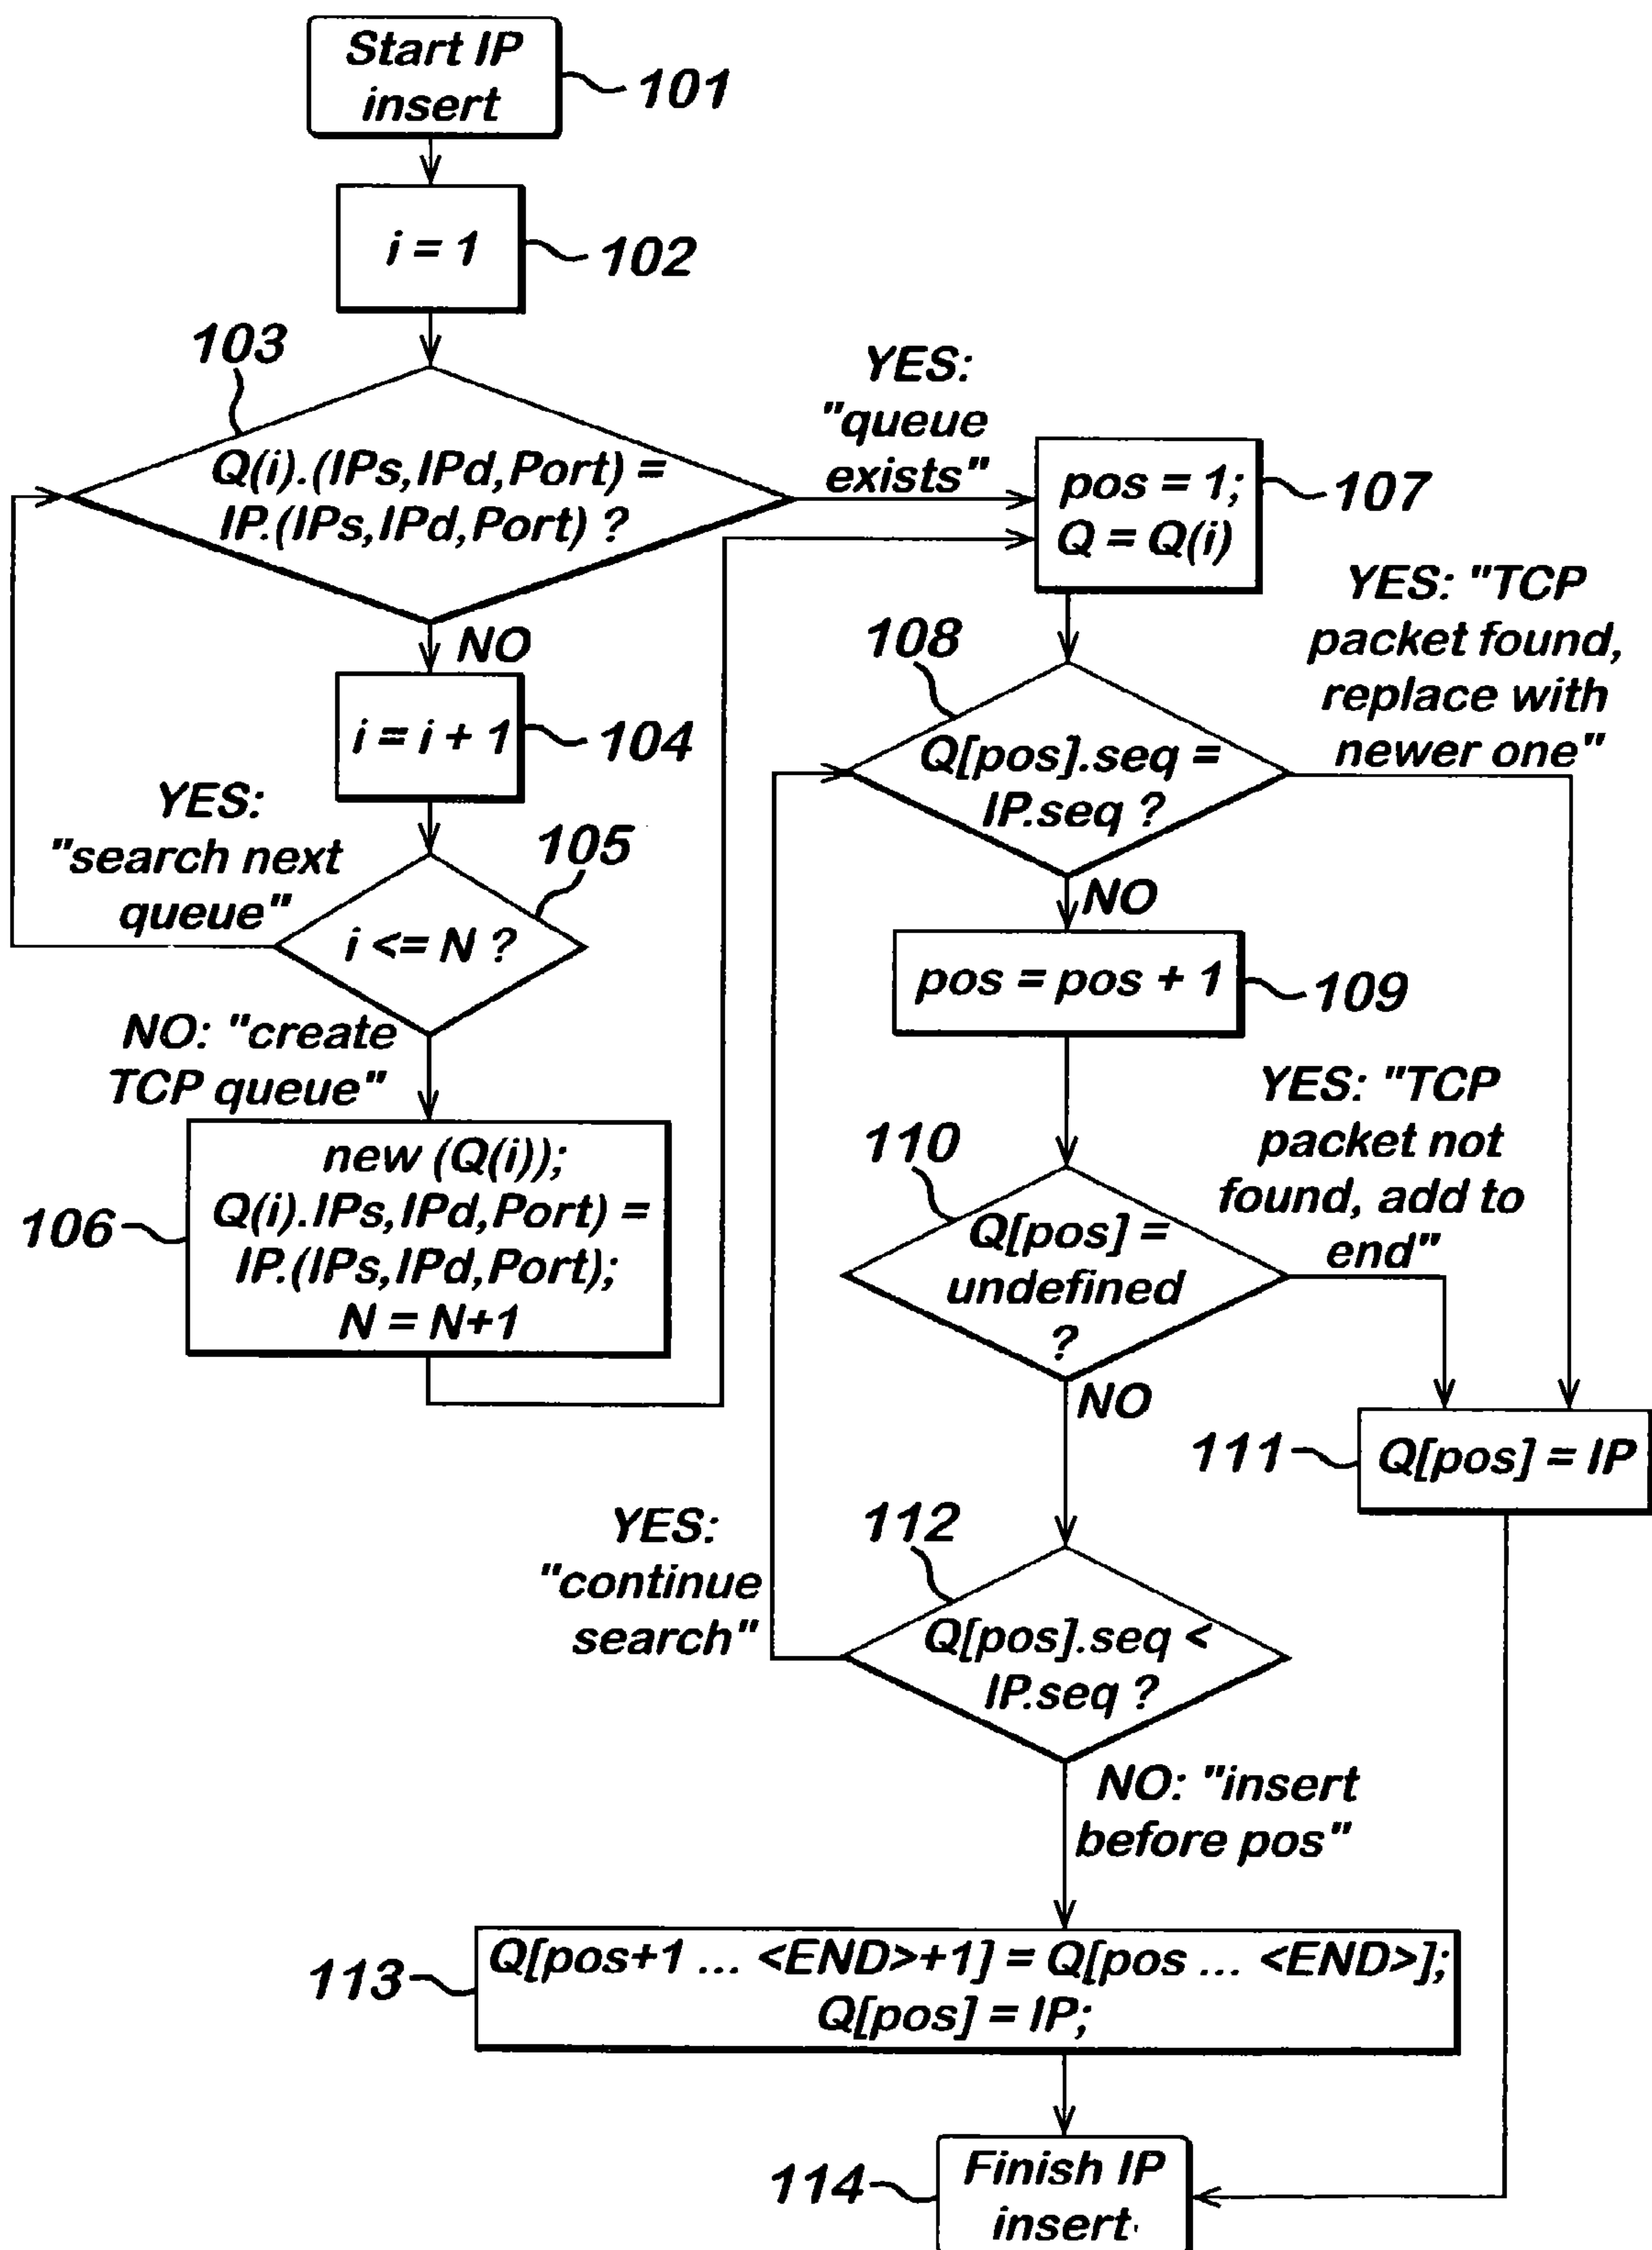 Start IP
insert
101
i = 1
102
103
Q(i).(IPs,IPd,Port) =
IP.(IPs,IPd,Port) ?
YES:
"queue
exists"
pos = 1;
Q = Q(i)
107
NO
i = i + 1
104
YES:
"search next
queue"
105
i <= N ?
NO: "create
TCP queue"
new (Q(i));
Q(i).IPs,IPd,Port) =
IP.(IPs,IPd,Port);
N = N+1
106
108
Q[pos].seq =
IP.seq ?
YES: "TCP
packet found,
replace with
newer one"
NO
pos = pos + 1
109
110
Q[pos] =
undefined
?
YES: "TCP
packet not
found, add to
end"
NO
111
Q[pos] = IP
YES:
"continue
search"
112
Q[pos].seq <
IP.seq ?
NO: "insert
before pos"
113
Q[pos+1 ... <END>+1] = Q[pos ... <END>];
Q[pos] = IP;
114
Finish IP
insert